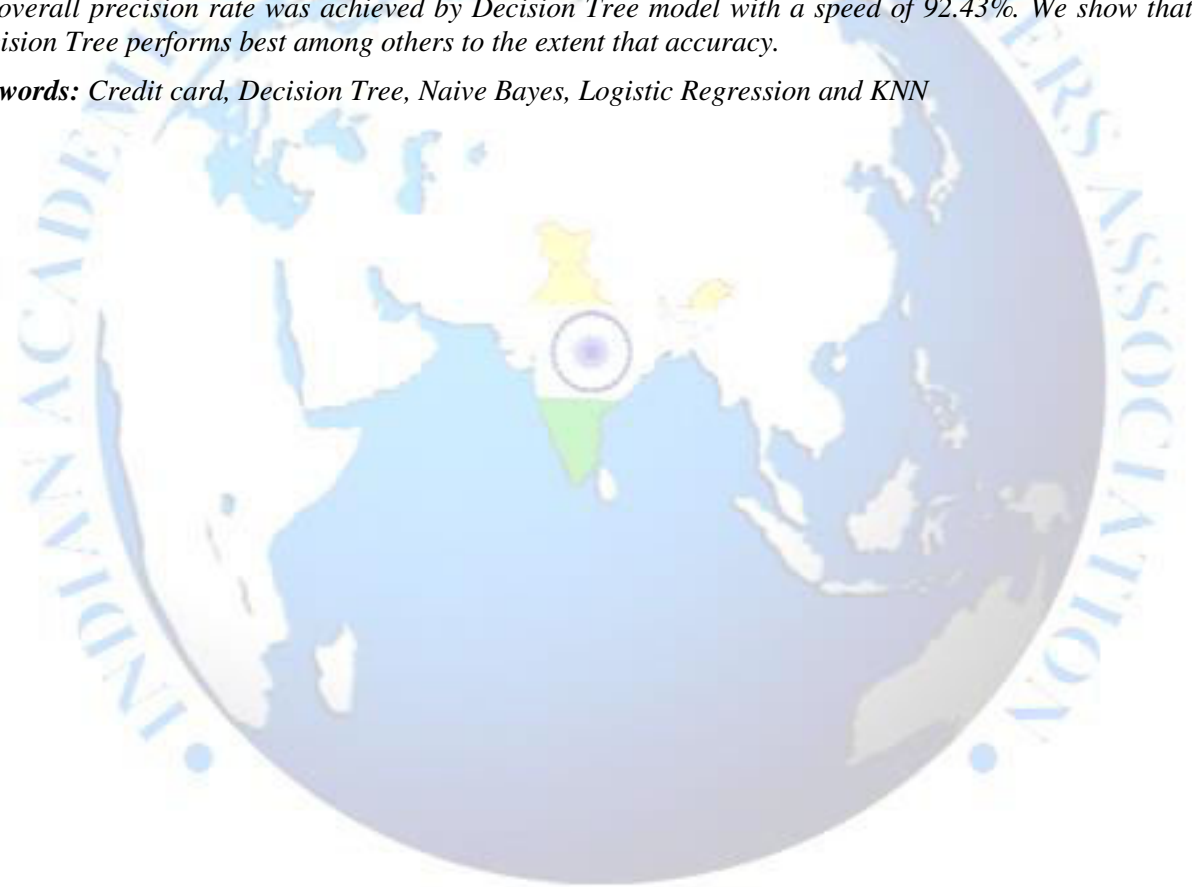 overall precision rate was achieved by Decision Tree model with a speed of 92.43%. We show that
ision Tree performs best among others to the extent that accuracy.
words: Credit card, Decision Tree, Naive Bayes, Logistic Regression and KNN
INDIAN ACADEMIC
ERS ASSOCIATION